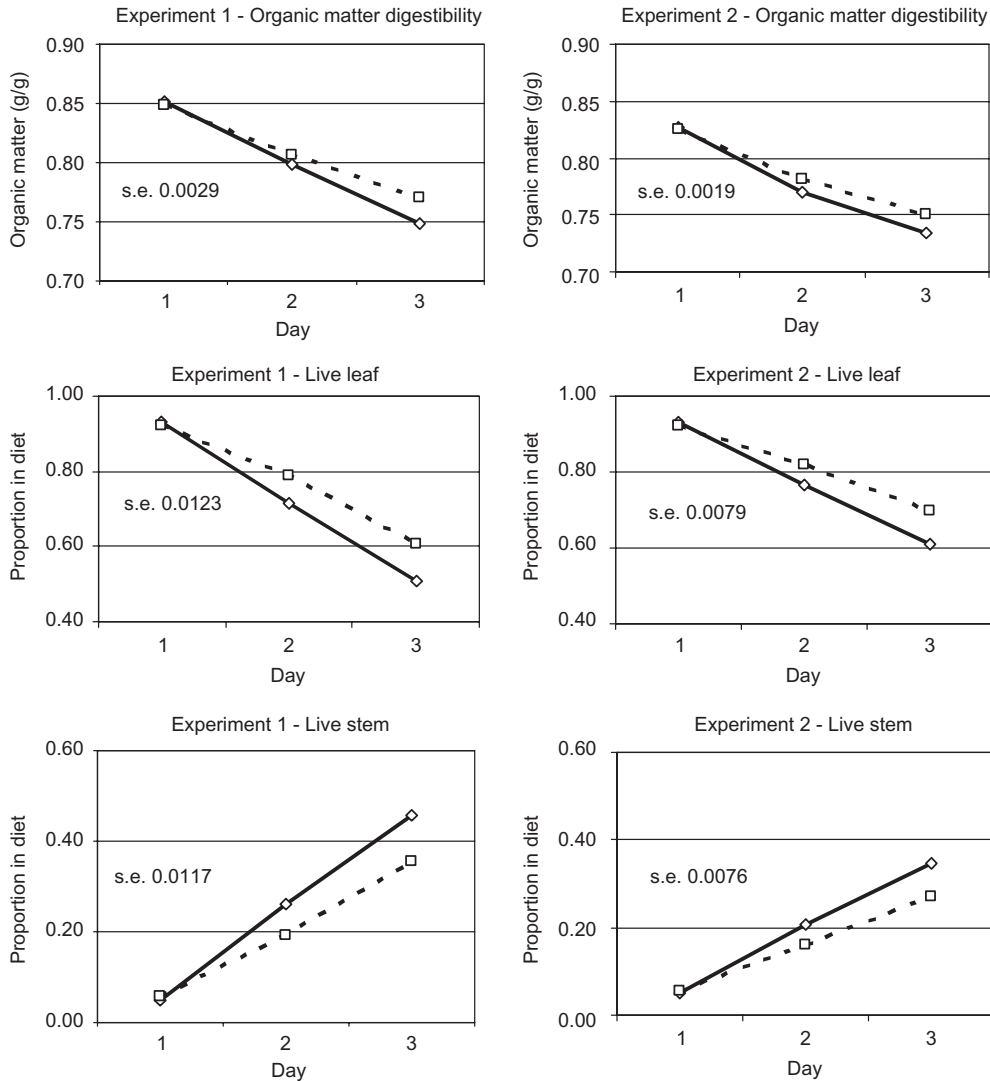 Experiment 1 - Organic matter digestibility
Organic matter (g/g)
0.90
0.85
0.80
0.75
0.70
s.e. 0.0029
1 2 3
Day
Experiment 2 - Organic matter digestibility
Organic matter (g/g)
0.90
0.85
0.80
0.75
0.70
s.e. 0.0019
1 2 3
Day
Experiment 1 - Live leaf
Proportion in diet
1.00
0.80
0.60
0.40
s.e. 0.0123
1 2 3
Day
Experiment 2 - Live leaf
Proportion in diet
1.00
0.80
0.60
0.40
s.e. 0.0079
1 2 3
Day
Experiment 1 - Live stem
Proportion in diet
0.60
0.40
0.20
0.00
s.e. 0.0117
1 2 3
Day
Experiment 2 - Live stem
Proportion in diet
0.60
0.40
0.20
0.00
s.e. 0.0076
1 2 3
Day